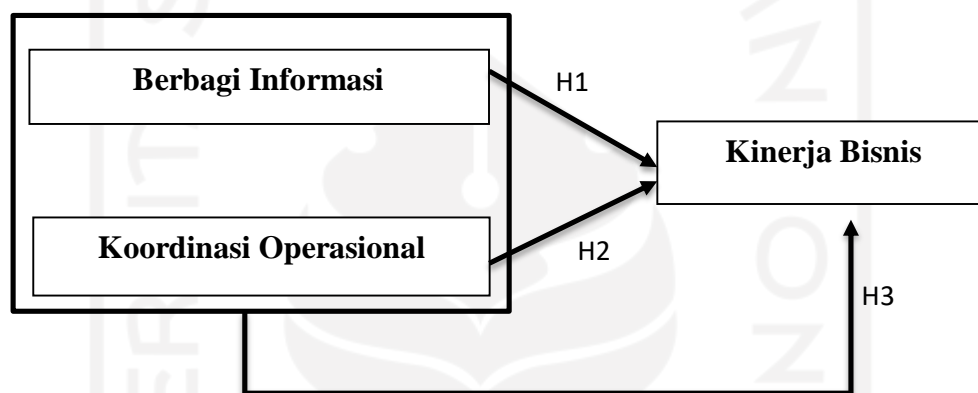 Berbagi Informasi
H1
Kinerja Bisnis
Koordinasi Operasional
H2
H3